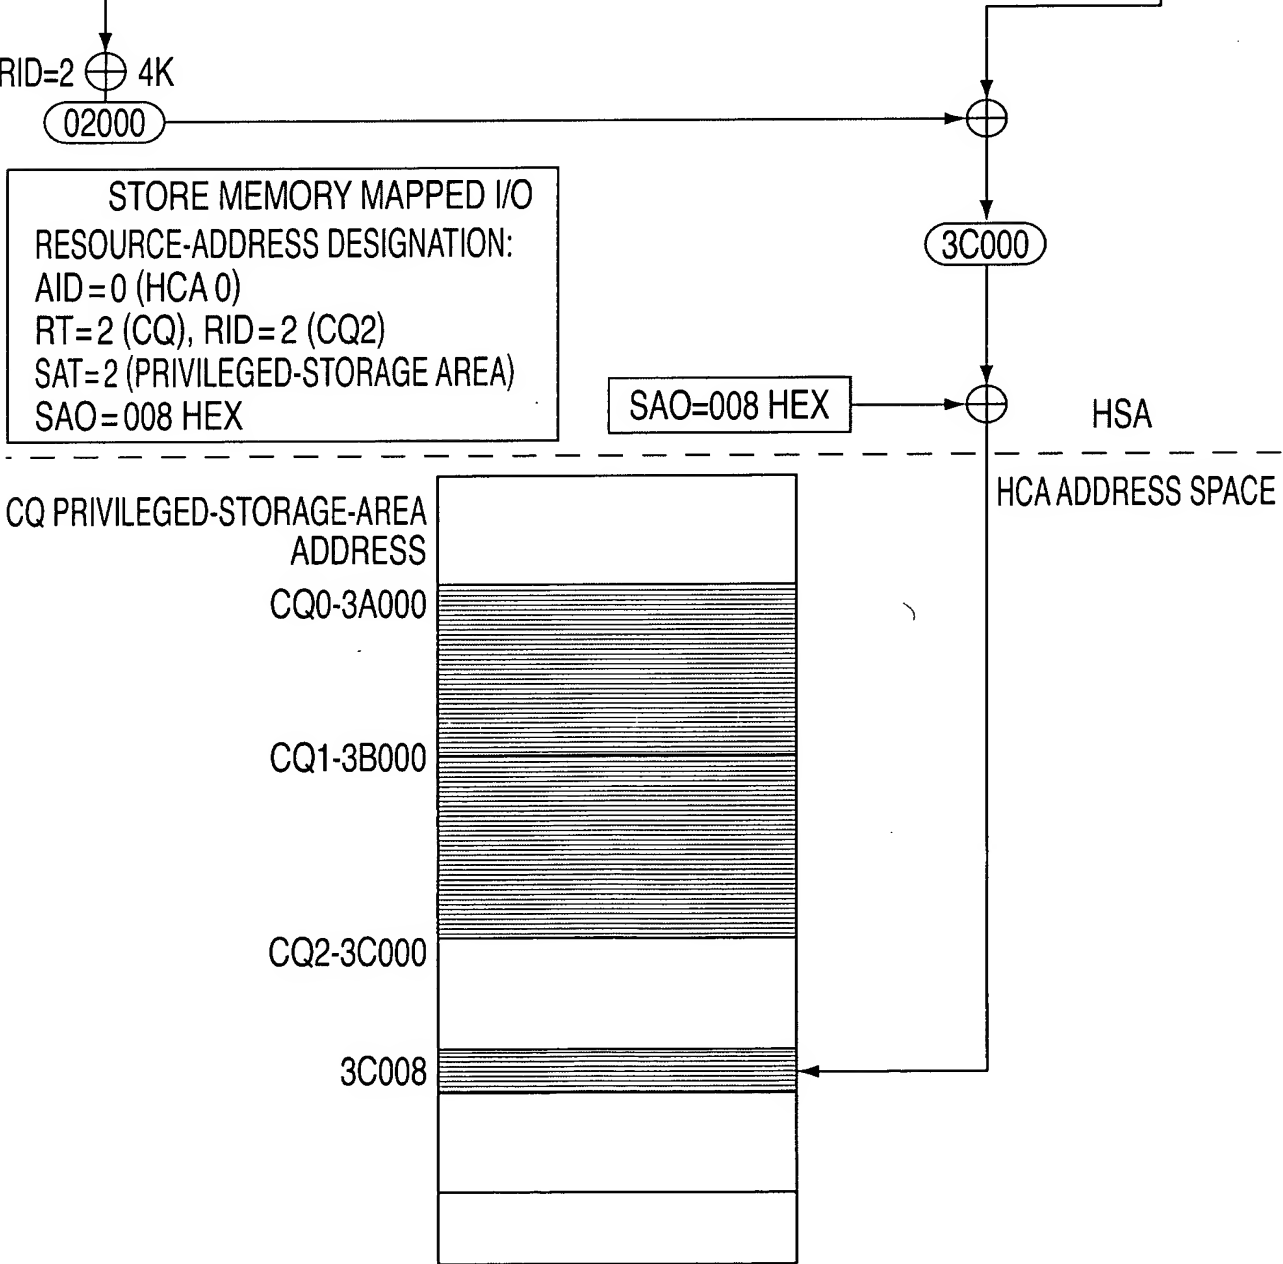 RID=2 4K
02000
STORE MEMORY MAPPED I/O
RESOURCE-ADDRESS DESIGNATION:
AID=0 (HCA 0)
RT=2 (CQ), RID=2 (CQ2)
SAT=2 (PRIVILEGED-STORAGE AREA)
SAO=008 HEX
3C000
SAO=008 HEX
HSA
HCA ADDRESS SPACE
CQ PRIVILEGED-STORAGE-AREA
ADDRESS
CQ0-3A000
CQ1-3B000
CQ2-3C000
3C008